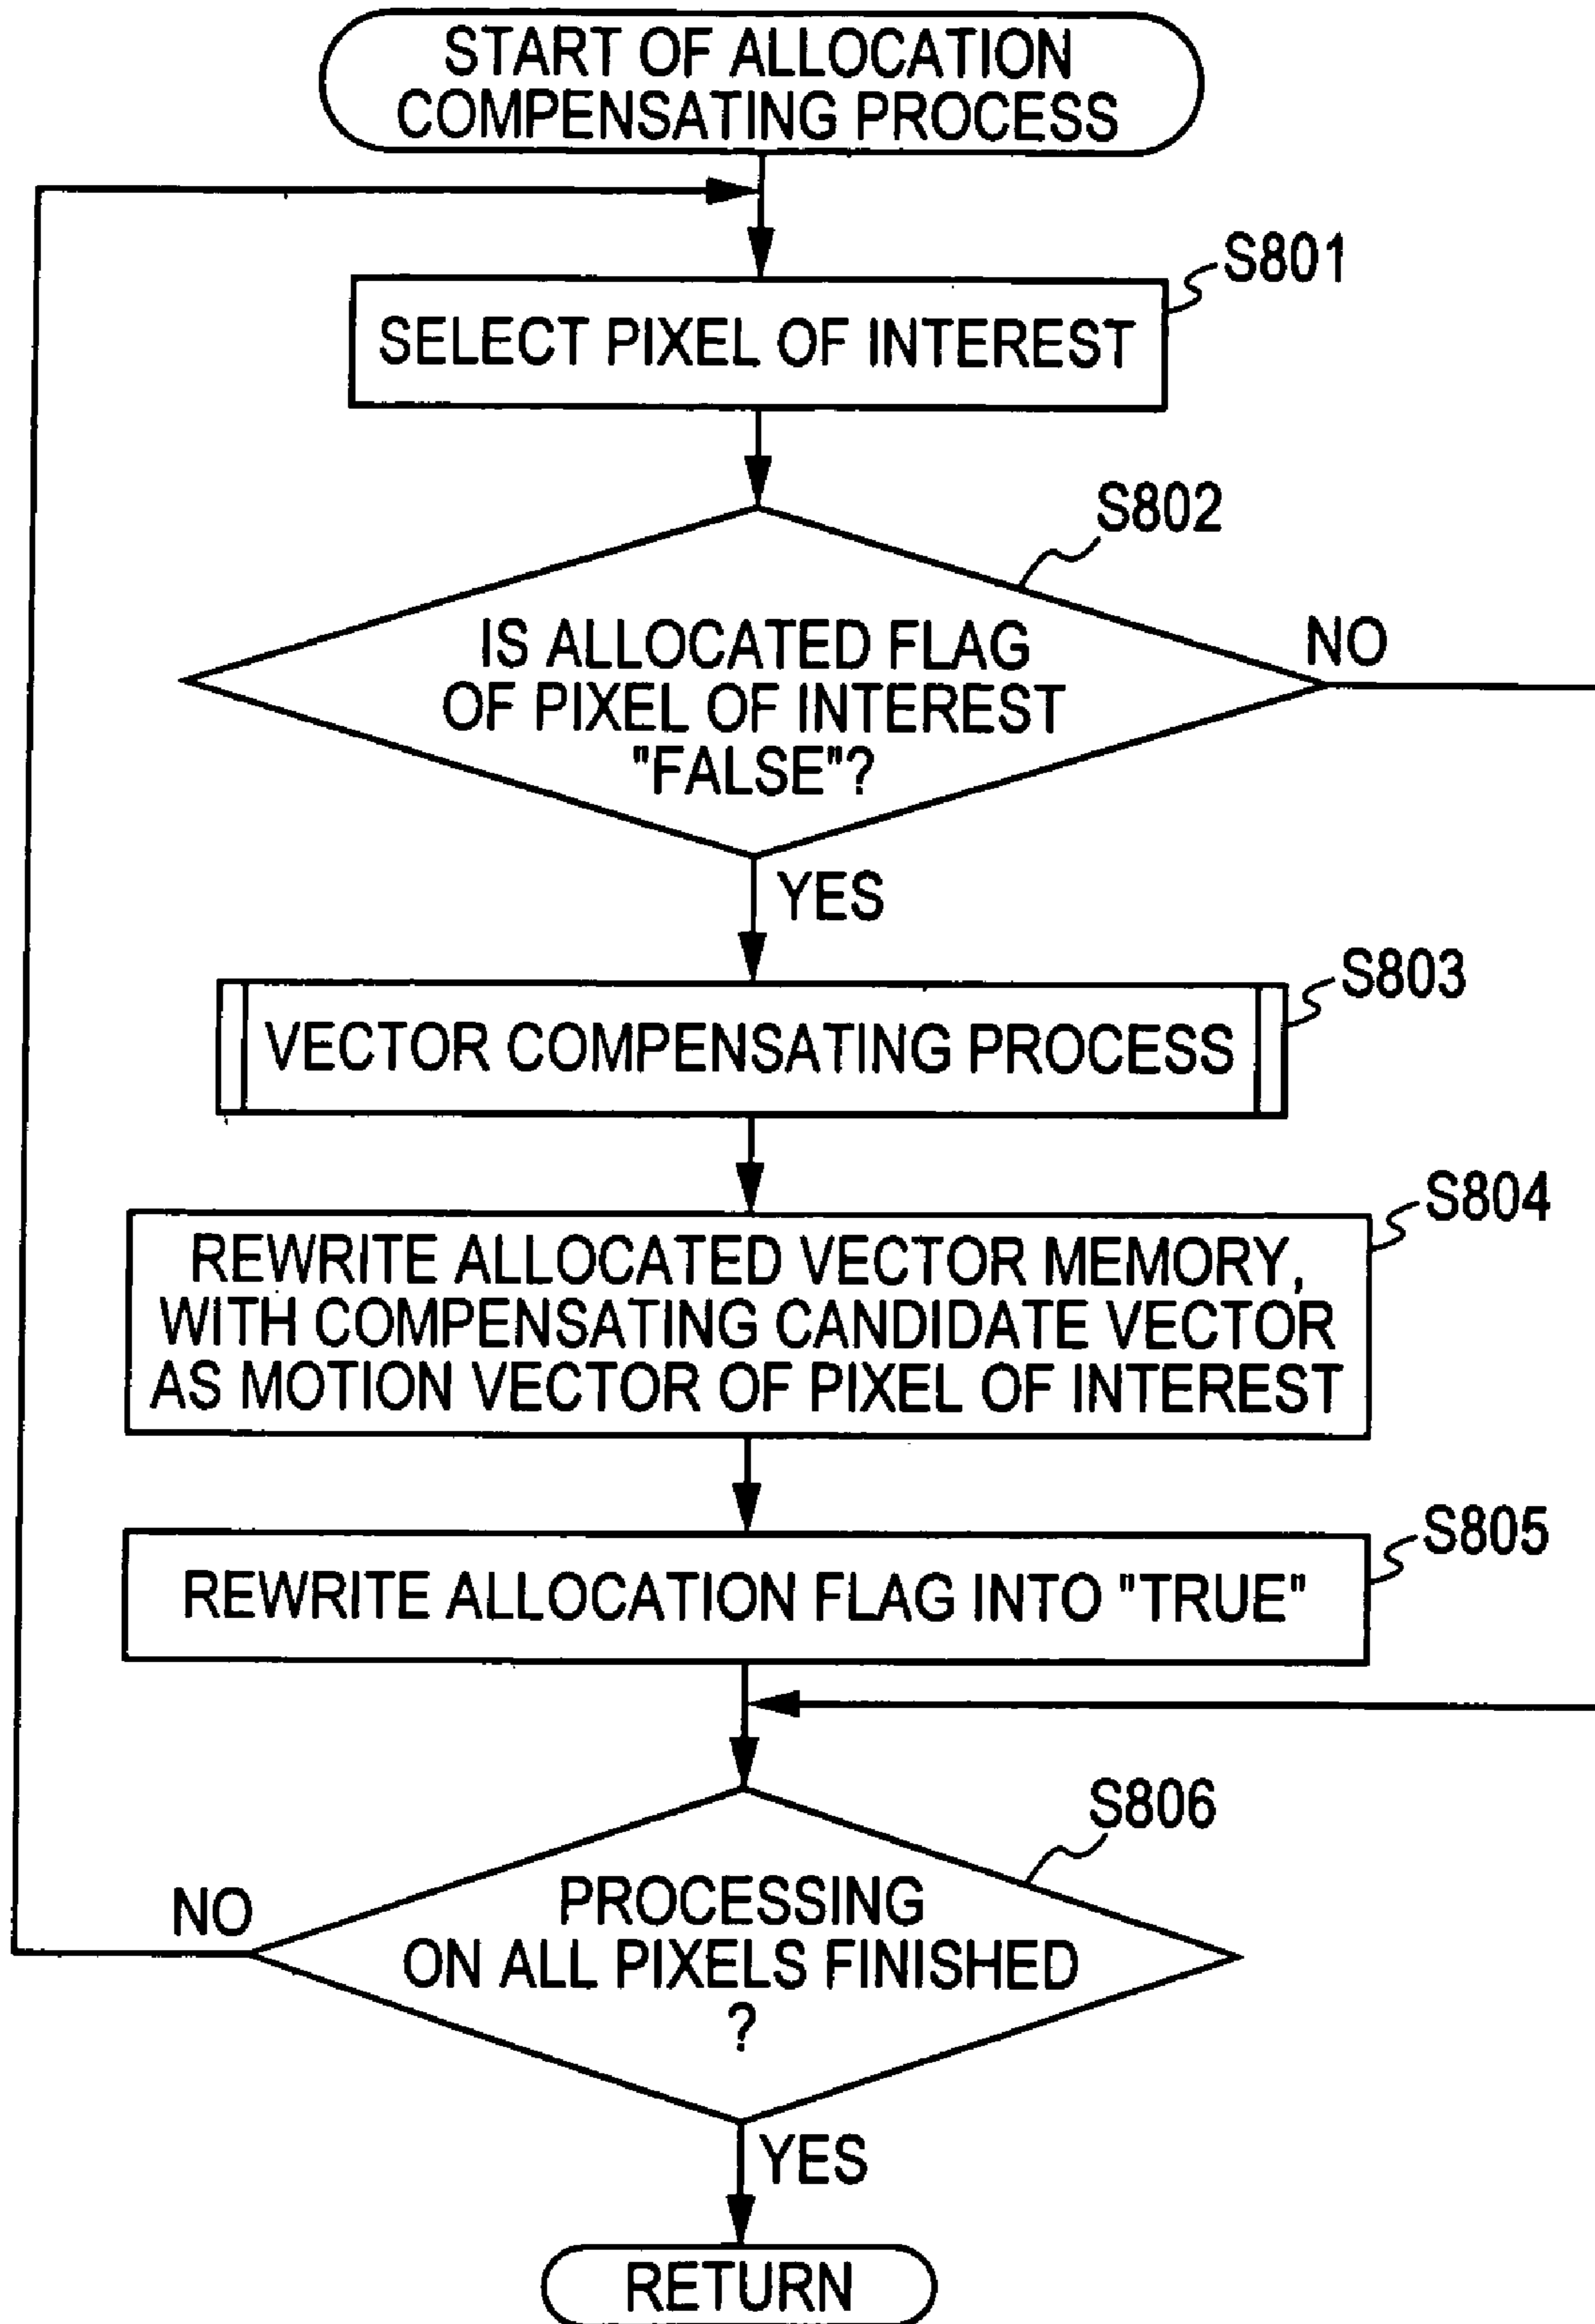 START OF ALLOCATION
COMPENSATING PROCESS
S801
SELECT PIXEL OF INTEREST
S802
IS ALLOCATED FLAG
OF PIXEL OF INTEREST
"FALSE"?
NO
YES
S803
VECTOR COMPENSATING PROCESS
S804
REWRITE ALLOCATED VECTOR MEMORY,
WITH COMPENSATING CANDIDATE VECTOR
AS MOTION VECTOR OF PIXEL OF INTEREST
S805
REWRITE ALLOCATION FLAG INTO "TRUE"
S806
PROCESSING
ON ALL PIXELS FINISHED
?
NO
YES
RETURN